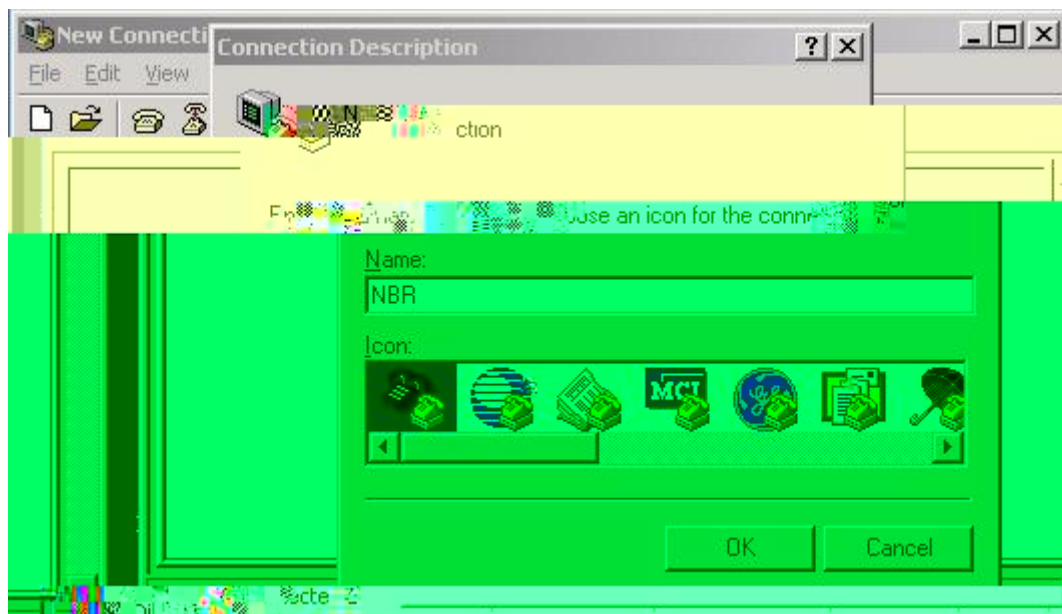 New Connecti
Connection Description
File Edit View
ction
use an icon for the conne
Name:
NBR
Icon:
MCI
OK Cancel